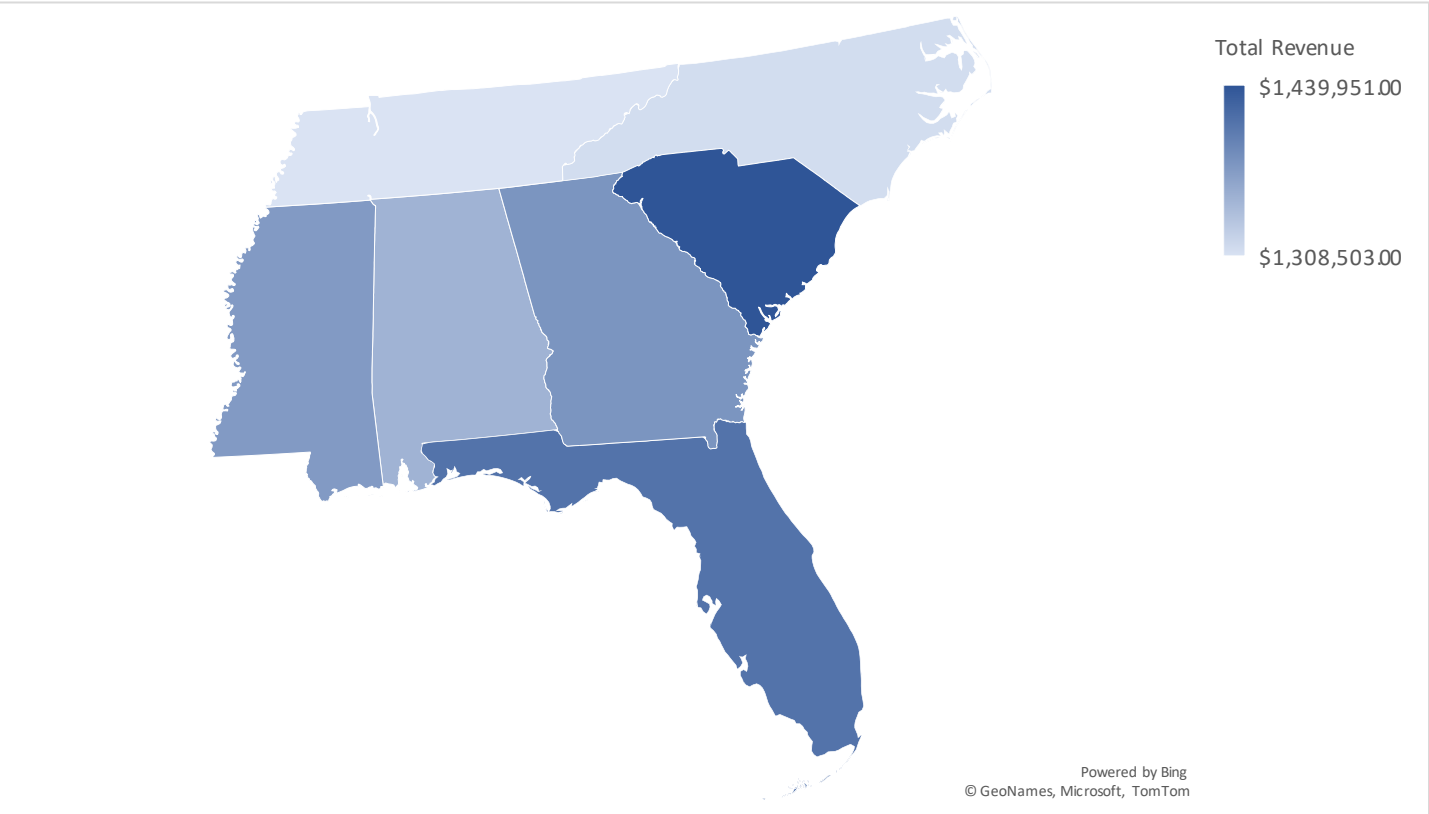 Total Revenue
$1,439,951.00
$1,308,503.00
Powered by Bing
© GeoNames, Microsoft, TomTom